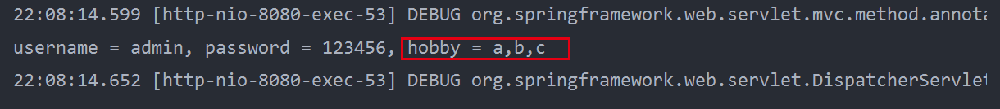 22:08:14.599 [http-nio-8080-exec-53] DEBUG org.springframework.web.servlet.mvc.method.annota
username = admin, password = 123456, hobby = a,b,c
22:08:14.652 [http-nio-8080-exec-53] DEBUG org.springframework.web.servlet.DispatcherServlet